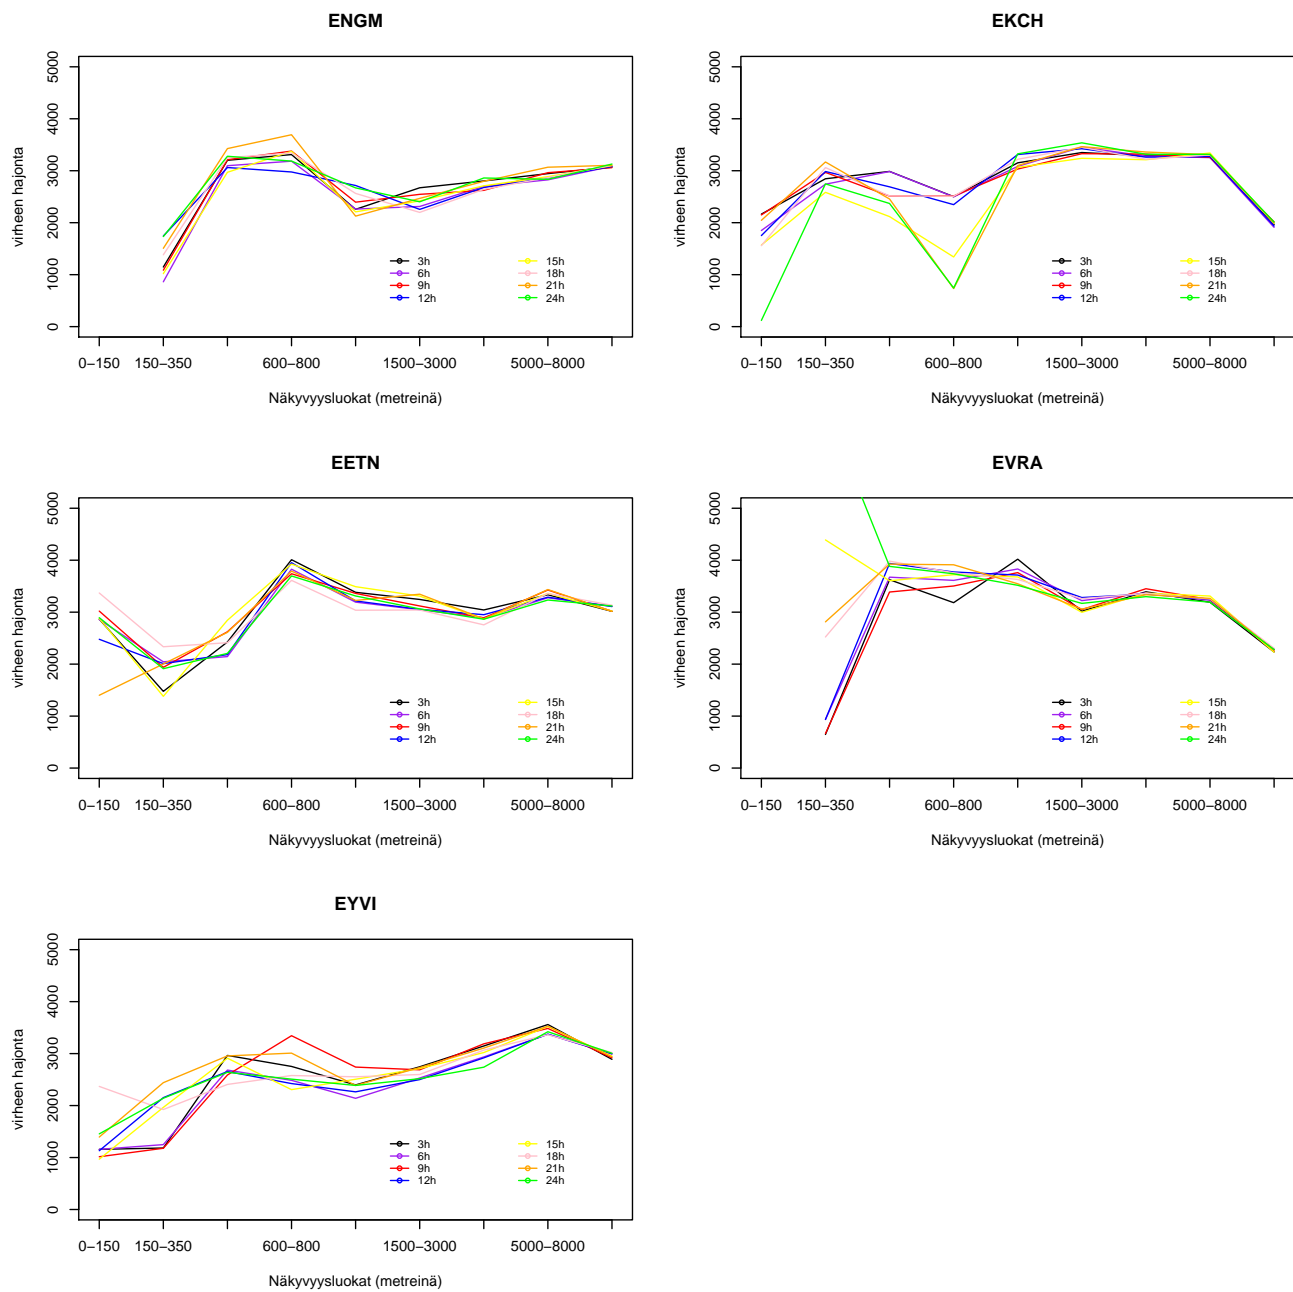 ENGM
virheen hajonta
0 1000 2000 3000 4000 5000
3h 15h
6h 18h
9h 21h
12h 24h
0–150 150–350 600–800 1500–3000 5000–8000
Näkyvyysluokat (metreinä)
EKCH
virheen hajonta
0 1000 2000 3000 4000 5000
3h 15h
6h 18h
9h 21h
12h 24h
0–150 150–350 600–800 1500–3000 5000–8000
Näkyvyysluokat (metreinä)
EETN
virheen hajonta
0 1000 2000 3000 4000 5000
3h 15h
6h 18h
9h 21h
12h 24h
0–150 150–350 600–800 1500–3000 5000–8000
Näkyvyysluokat (metreinä)
EVRA
virheen hajonta
0 1000 2000 3000 4000 5000
3h 15h
6h 18h
9h 21h
12h 24h
0–150 150–350 600–800 1500–3000 5000–8000
Näkyvyysluokat (metreinä)
EYVI
virheen hajonta
0 1000 2000 3000 4000 5000
3h 15h
6h 18h
9h 21h
12h 24h
0–150 150–350 600–800 1500–3000 5000–8000
Näkyvyysluokat (metreinä)